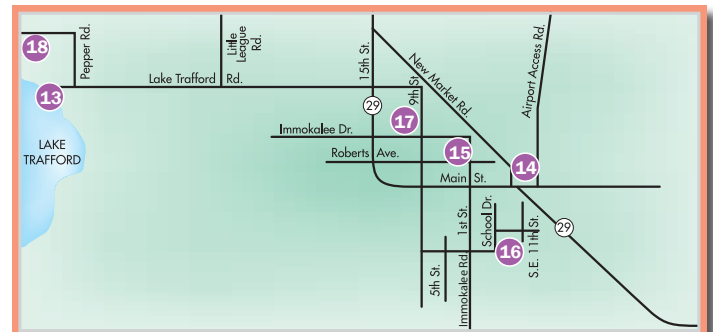 18
Pepper Rd.
Little
League
Rd.
15th St.
New Market Rd.
Airport Access Rd.
13
Lake Trafford Rd.
9th St.
29
17
Immokalee Dr.
LAKE
TRAFFORD
15
Roberts Ave.
14
Main St.
1st St.
School Dr.
S.E. 11th St.
29
16
5th St.
Immokalee Rd.